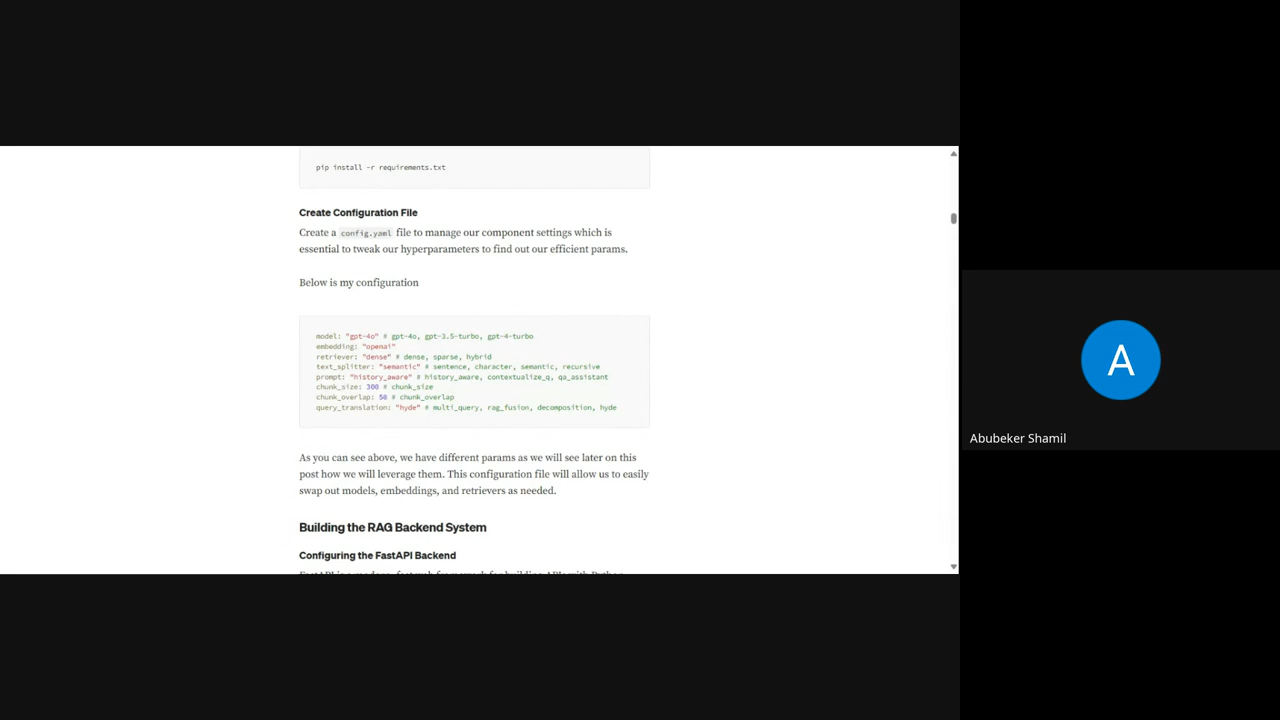 pip install -r requirements.txt
Create Configuration File
Create a config.yaml file to manage our component settings which is
essential to tweak our hyperparameters to find out our efficient params.
Below is my configuration
model: "gpt-4o" # gpt-4o, gpt-3.5-turbo, gpt-4-turbo
embedding: "openai"
retriever: "dense" # dense, sparse, hybrid
text_splitter: "semantic" # sentence, character, semantic, recursive
prompt: "history_aware" # history_aware, contextualize_q, qa_assistant
chunk_size: 300 # chunk_size
chunk_overlap: 50 # chunk_overlap
query_translation: "hyde" # multi_query, rag_fusion, decomposition, hyde
As you can see above, we have different params as we will see later on this
post how we will leverage them. This configuration file will allow us to easily
swap out models, embeddings, and retrievers as needed.
Building the RAG Backend System
Configuring the FastAPI Backend
A
Abubeker Shamil